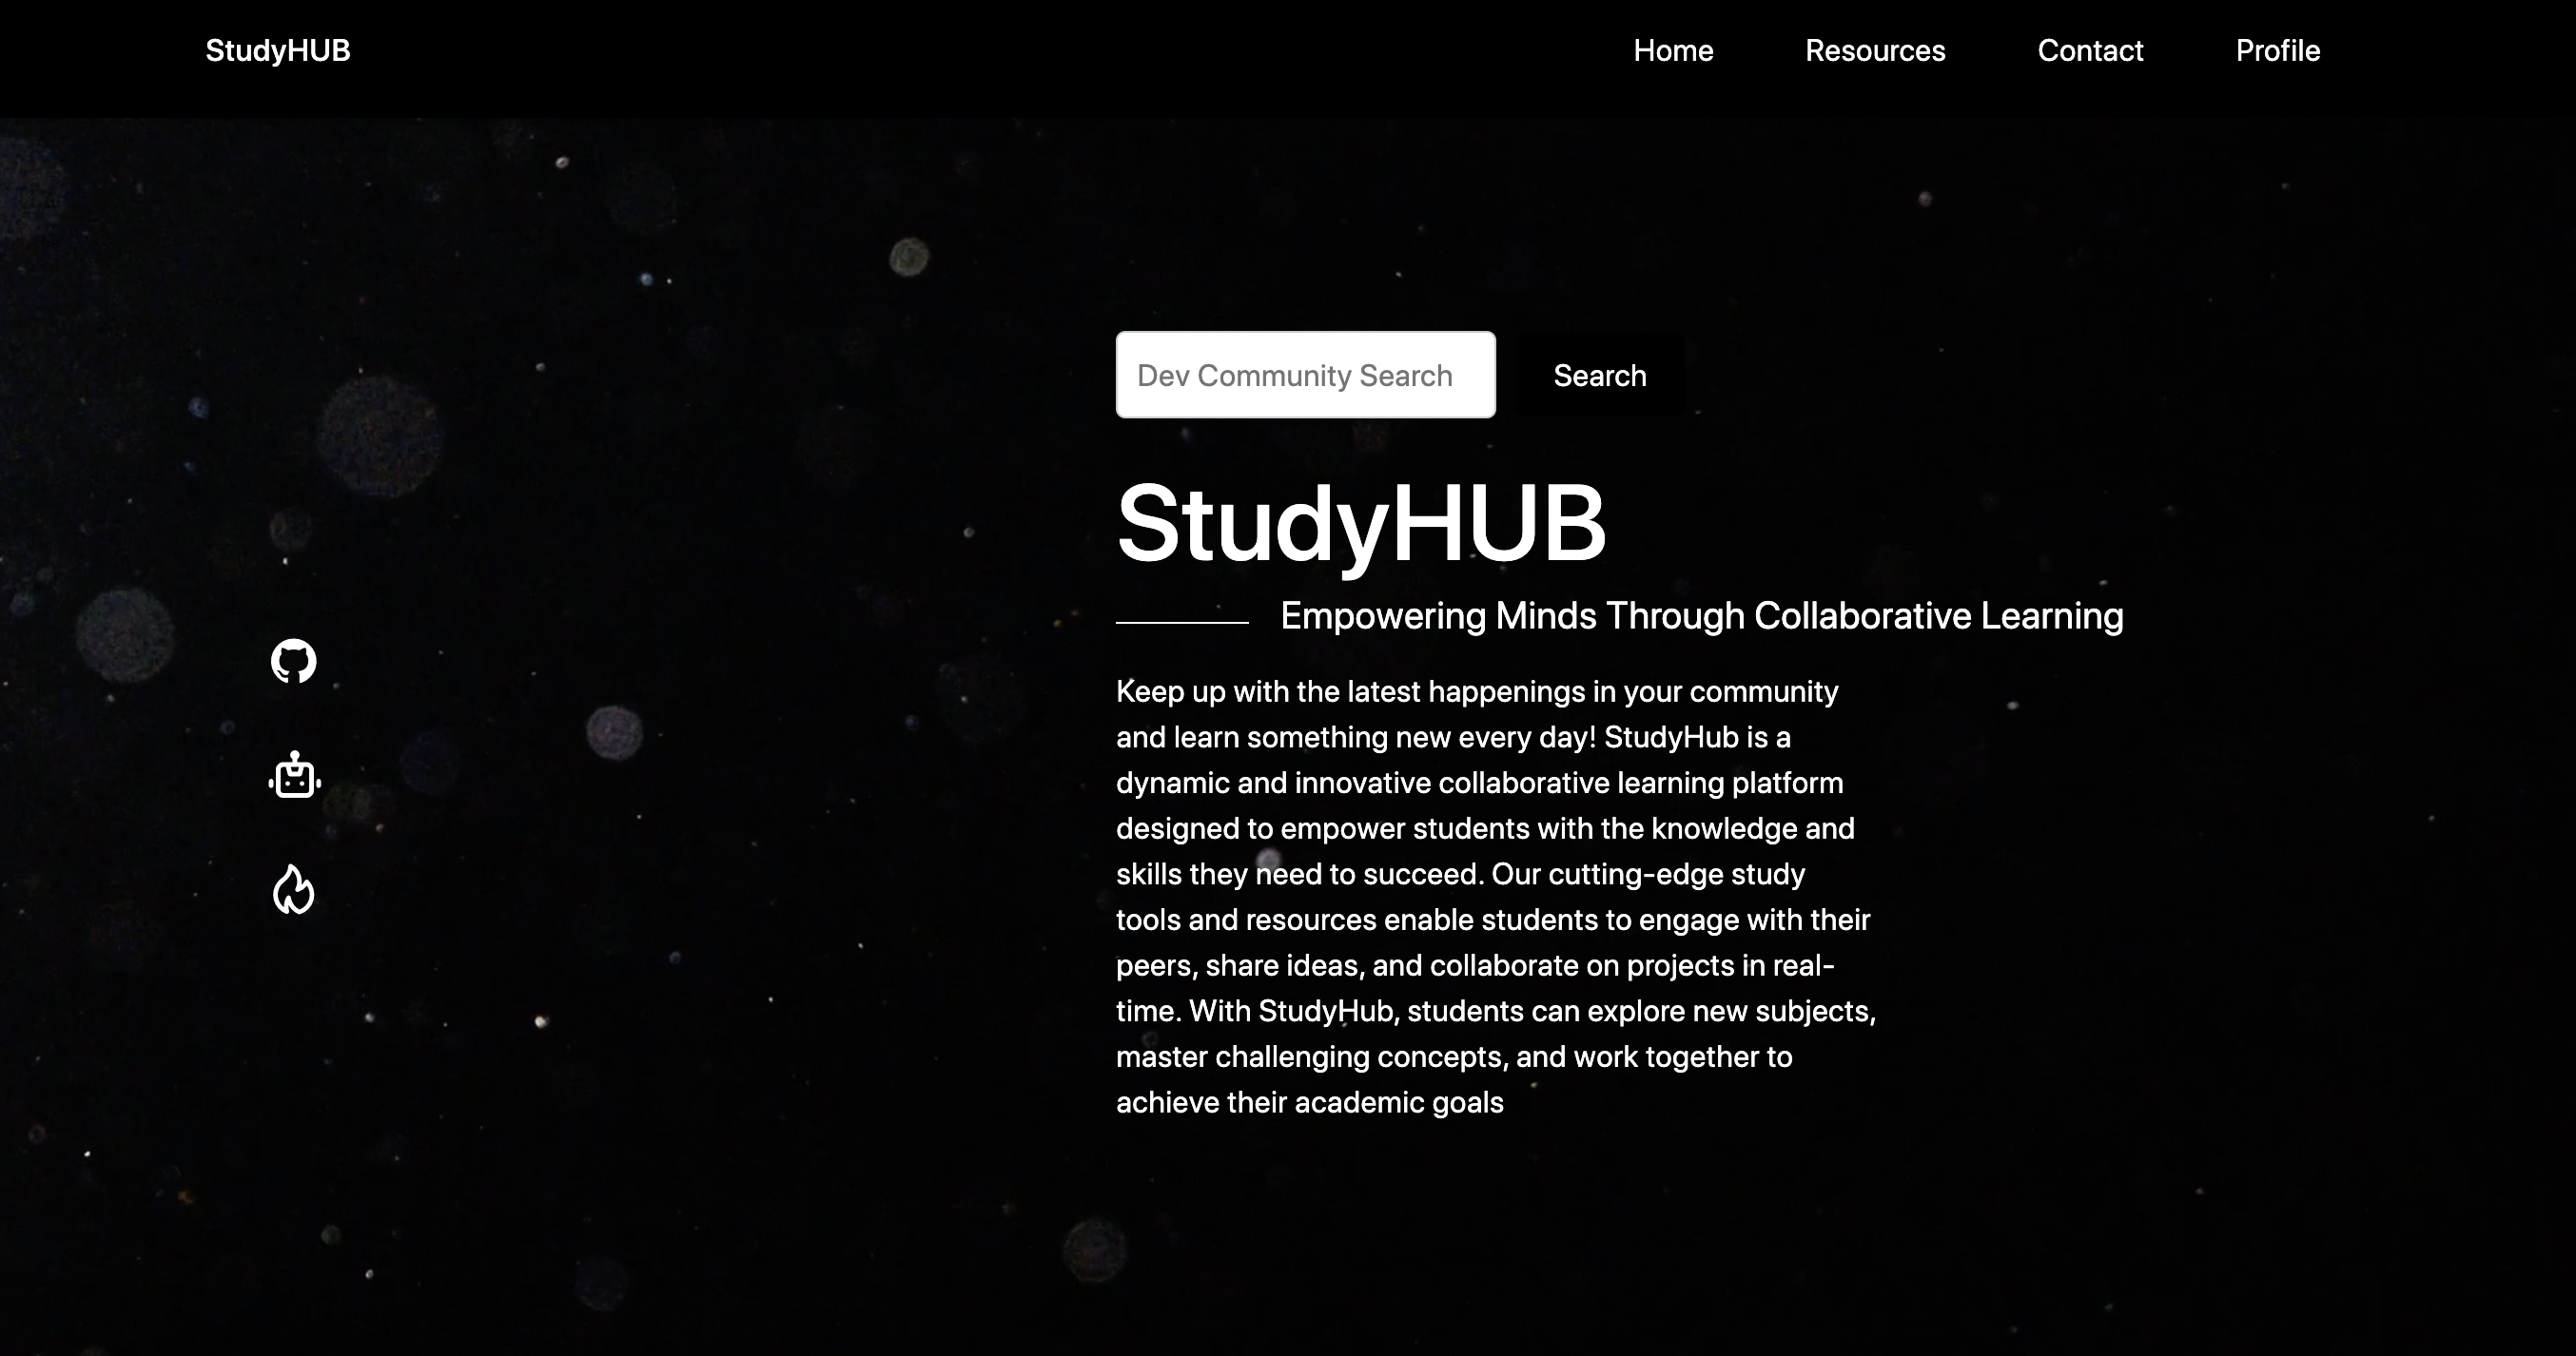 StudyHUB
Home
Resources
Contact
Profile
Dev Community Search
Search
StudyHUB
Empowering Minds Through Collaborative Learning
Keep up with the latest happenings in your community
and learn something new every day! StudyHub is a
dynamic and innovative collaborative learning platform
designed to empower students with the knowledge and
skills they need to succeed. Our cutting-edge study
tools and resources enable students to engage with their
peers, share ideas, and collaborate on projects in real-
time. With StudyHub, students can explore new subjects,
master challenging concepts, and work together to
achieve their academic goals